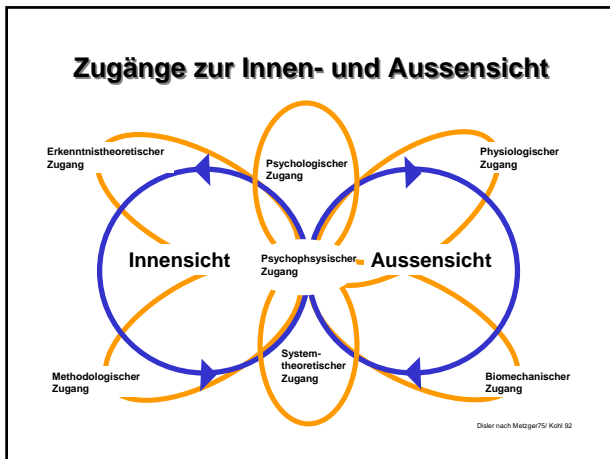 Zugänge zur Innen- und Aussensicht
Erkenntnistheoretischer
Zugang
Psychologischer
Zugang
Physiologischer
Zugang
Innensicht
Psychophsysischer
Zugang
Aussensicht
Methodologischer
Zugang
System-
theoretischer
Zugang
Biomechanischer
Zugang
Disler nach Metzger75/ Kohl 92